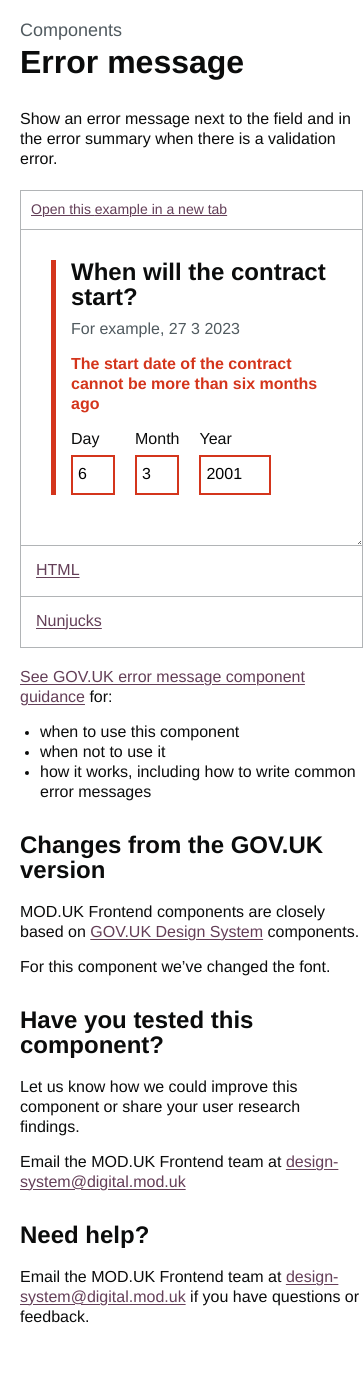 Components
Error message
Show an error message next to the field and in
the error summary when there is a validation
error.
Open this example in a new tab
When will the contract
start?
For example, 27 3 2023
The start date of the contract
cannot be more than six months
ago
Day Month Year
6 3 2001
HTML
Nunjucks
See GOV.UK error message component
guidance for:
• when to use this component
• when not to use it
• how it works, including how to write common
error messages
Changes from the GOV.UK
version
MOD.UK Frontend components are closely
based on GOV.UK Design System components.
For this component we’ve changed the font.
Have you tested this
component?
Let us know how we could improve this
component or share your user research
findings.
Email the MOD.UK Frontend team at design-
system@digital.mod.uk
Need help?
Email the MOD.UK Frontend team at design-
system@digital.mod.uk if you have questions or
feedback.